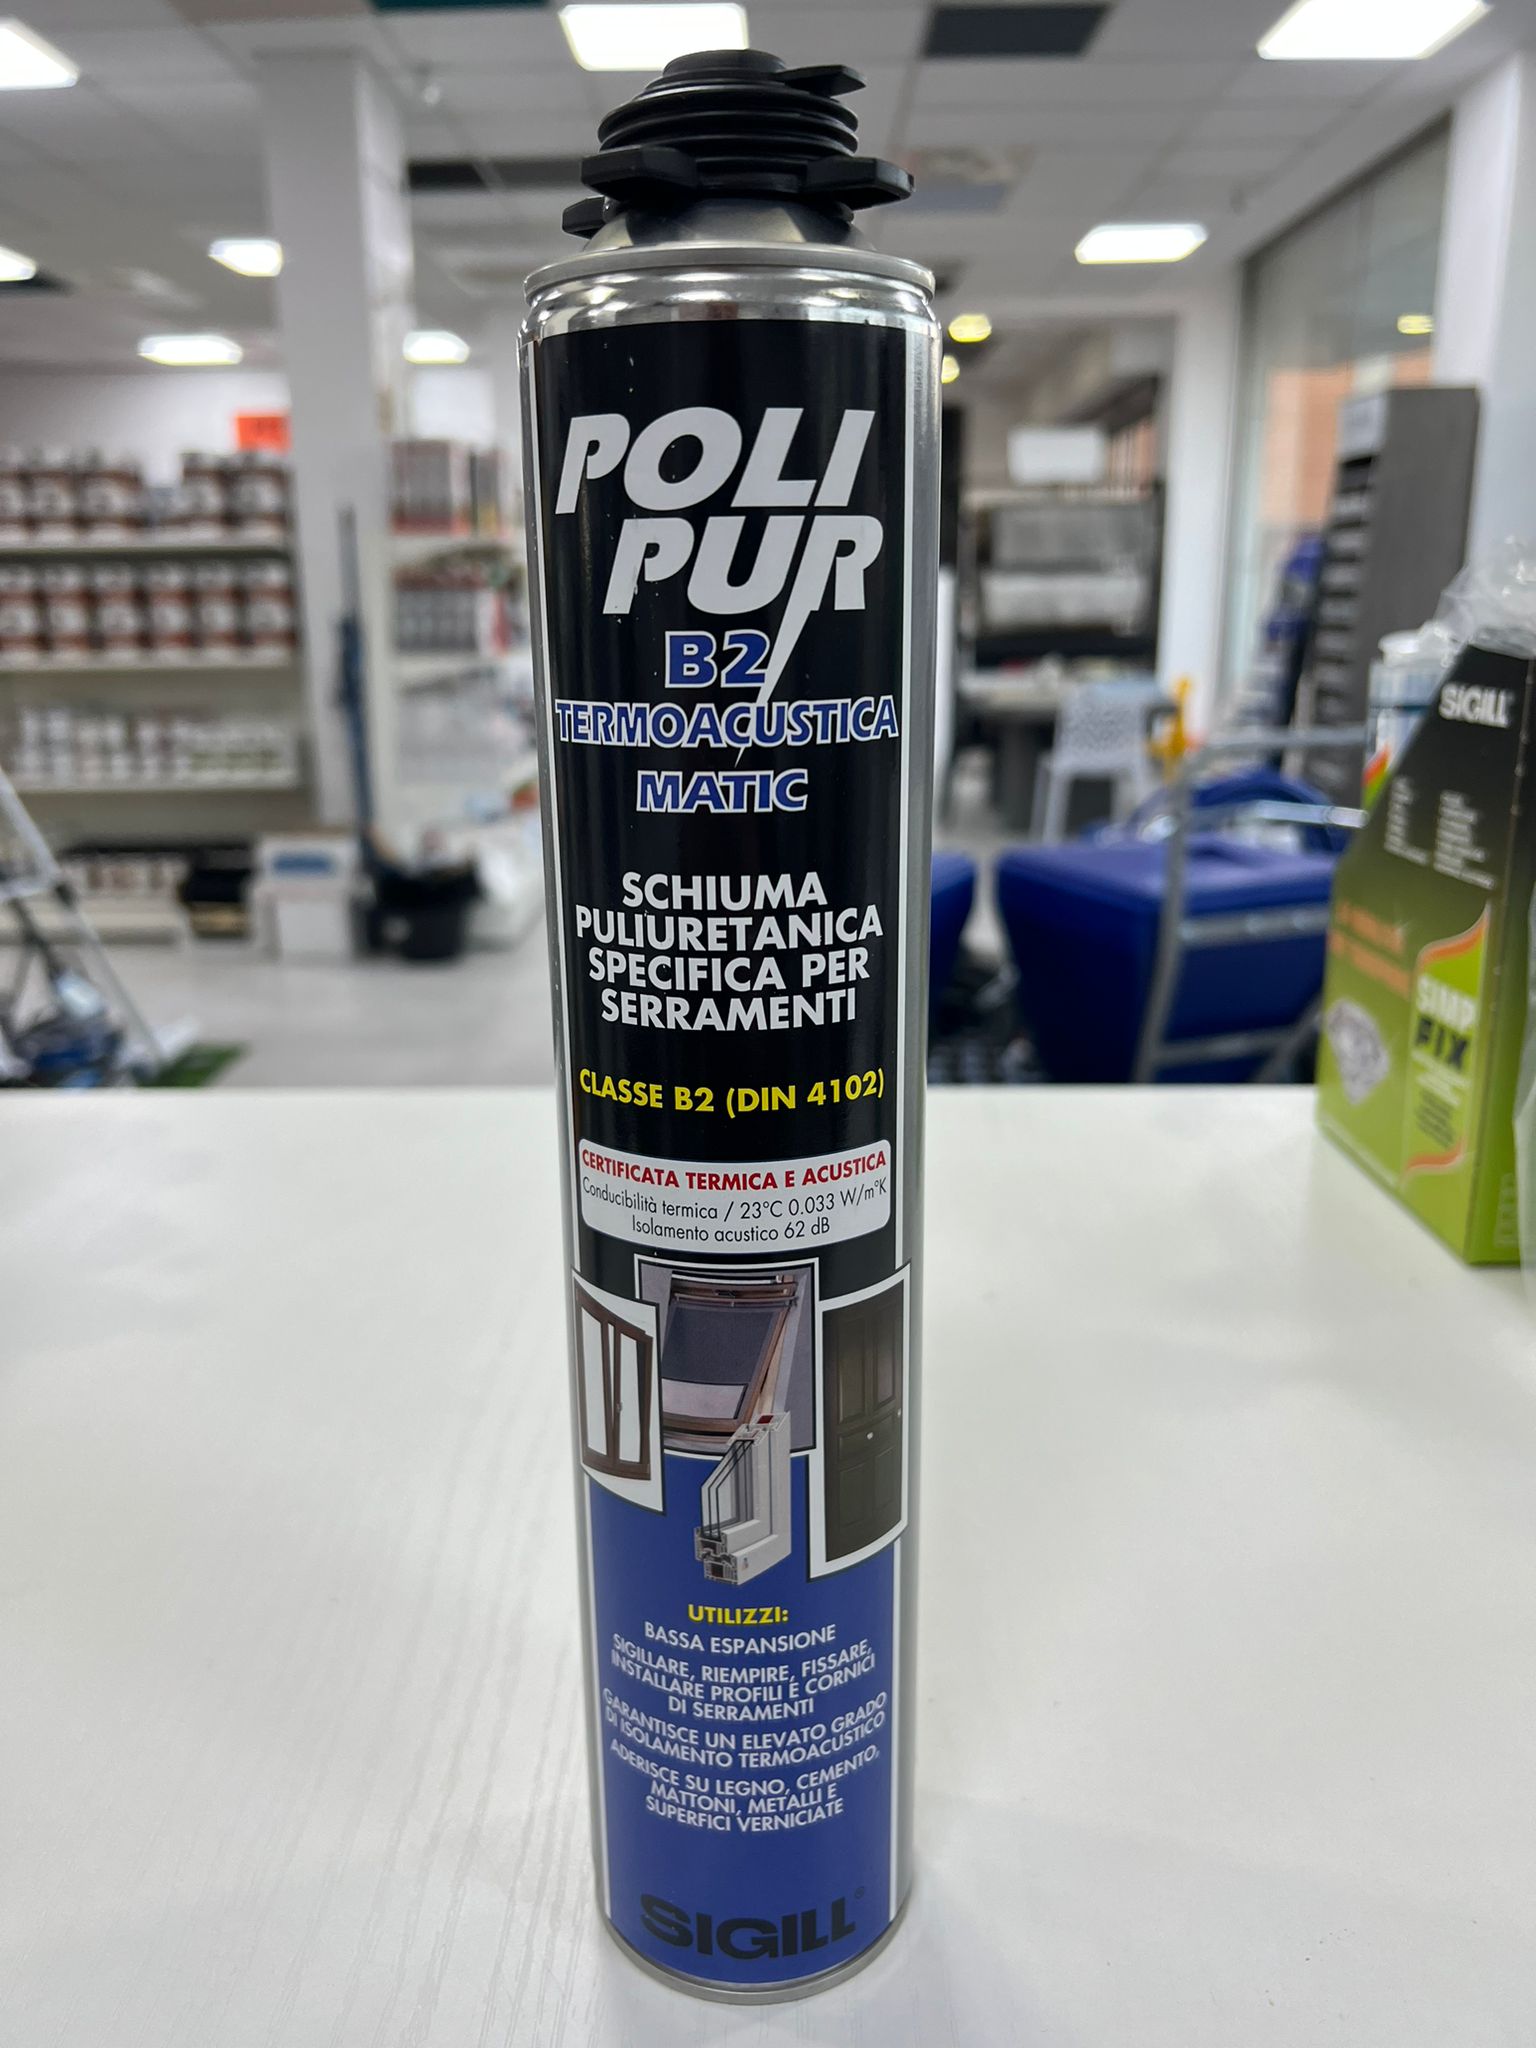 POLI
PUR
B2
TERMOACUSTICA
MATIC
SCHIUMA
PULIURETANICA
SPECIFICA PER
SERRAMENTI
CLASSE B2 (DIN 4102)
CERTIFICATA TERMICA E ACUSTICA
Conducibilità termica / 23°C 0.033 W/m°K
Isolamento acustico 62 dB
UTILIZZI:
BASSA ESPANSIONE
SIGILLARE, RIEMPIRE, FISSARE,
INSTALLARE PROFILI E CORNICI
DI SERRAMENTI
GARANTISCE UN ELEVATO GRADO
DI ISOLAMENTO TERMOACUSTICO
ADERISCE SU LEGNO, CEMENTO,
MATTONI, METALLI E
SUPERFICI VERNICIATE
SIGILL®
SIGILL
FIX